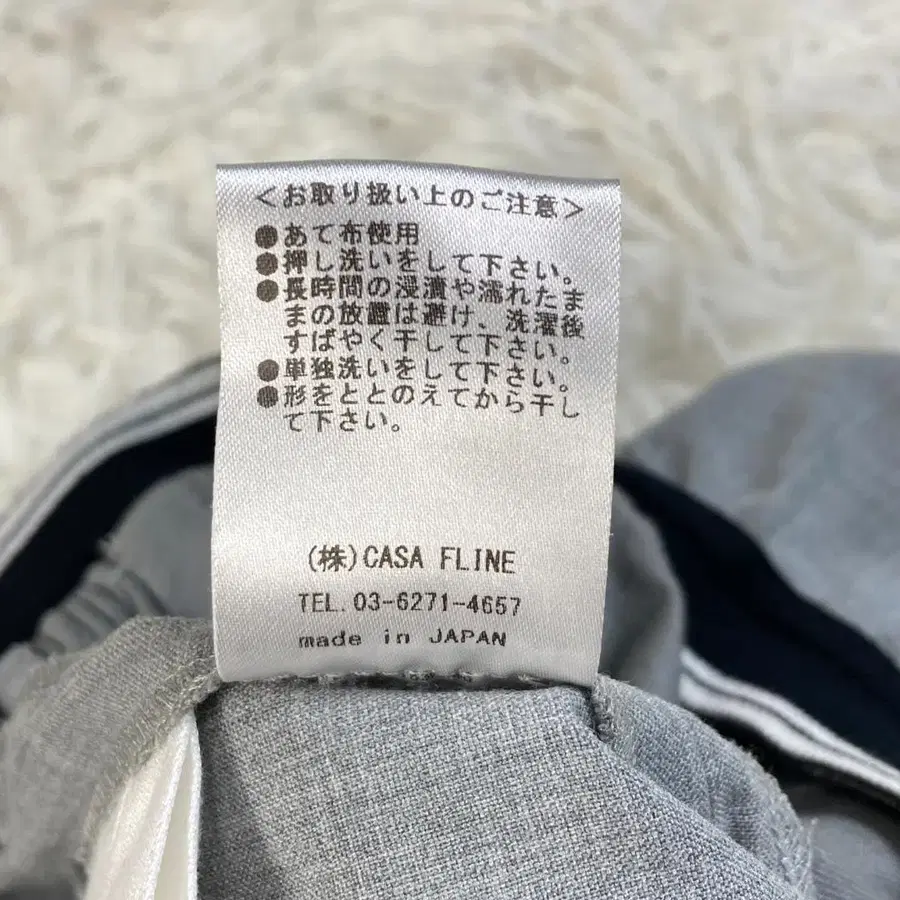 ＜お取り扱い上のご注意＞
●あて布使用
●押し洗いをして下さい。
●長時間の浸漬や濡れたま
まの放置は避け、洗濯後
すばやく干して下さい。
●単独洗いをして下さい。
●形をととのえてから干し
て下さい。
(株)CASA FLINE
TEL. 03-6271-4657
made in JAPAN